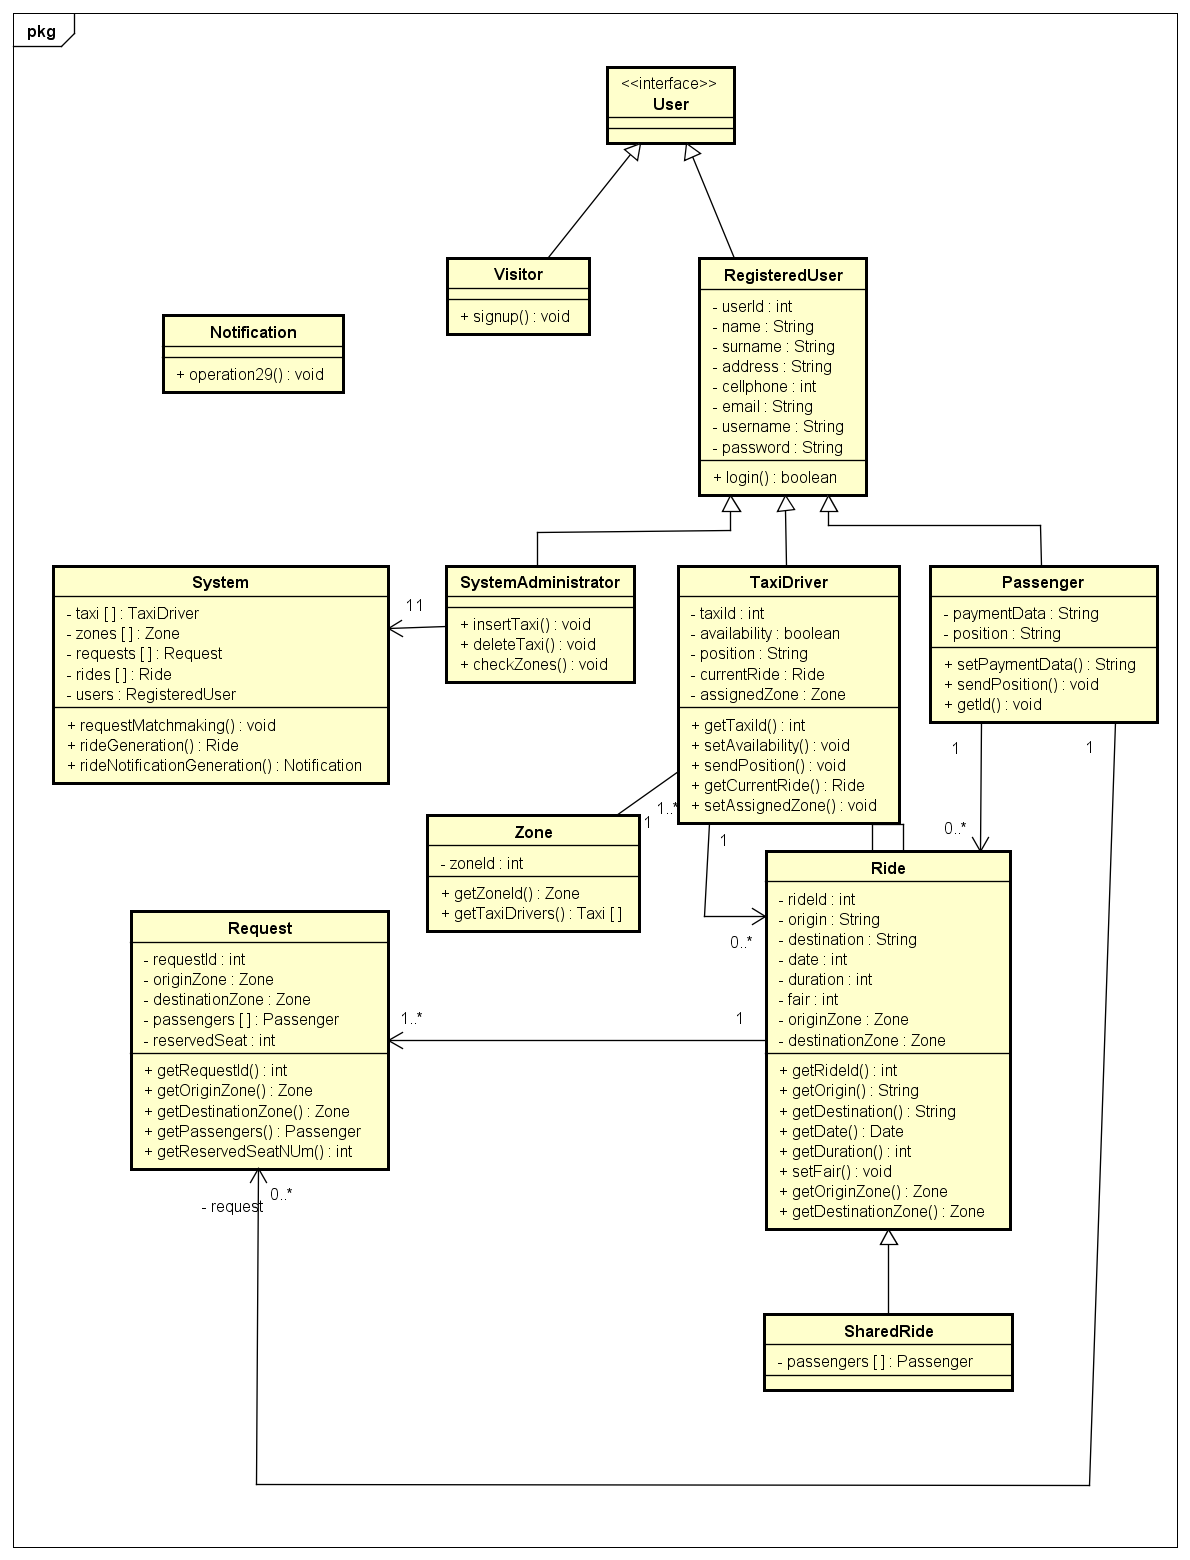 pkg
<<interface>>
User
Visitor
+ signup() : void
RegisteredUser
- userId : int
- name : String
- surname : String
- address : String
- cellphone : int
- email : String
- username : String
- password : String
+ login() : boolean
Notification
+ operation29() : void
System
- taxi [ ] : TaxiDriver
- zones [ ] : Zone
- requests [ ] : Request
- rides [ ] : Ride
- users : RegisteredUser
+ requestMatchmaking() : void
+ rideGeneration() : Ride
+ rideNotificationGeneration() : Notification
11
SystemAdministrator
+ insertTaxi() : void
+ deleteTaxi() : void
+ checkZones() : void
TaxiDriver
- taxiId : int
- availability : boolean
- position : String
- currentRide : Ride
- assignedZone : Zone
+ getTaxiId() : int
+ setAvailability() : void
+ sendPosition() : void
+ getCurrentRide() : Ride
+ setAssignedZone() : void
Passenger
- paymentData : String
- position : String
+ setPaymentData() : String
+ sendPosition() : void
+ getId() : void
1
1
0..*
1..*
1
1
0..*
Zone
- zoneId : int
+ getZoneId() : Zone
+ getTaxiDrivers() : Taxi [ ]
Ride
- rideId : int
- origin : String
- destination : String
- date : int
- duration : int
- fair : int
- originZone : Zone
- destinationZone : Zone
+ getRideId() : int
+ getOrigin() : String
+ getDestination() : String
+ getDate() : Date
+ getDuration() : int
+ setFair() : void
+ getOriginZone() : Zone
+ getDestinationZone() : Zone
Request
- requestId : int
- originZone : Zone
- destinationZone : Zone
- passengers [ ] : Passenger
- reservedSeat : int
+ getRequestId() : int
+ getOriginZone() : Zone
+ getDestinationZone() : Zone
+ getPassengers() : Passenger
+ getReservedSeatNUm() : int
1..*
1
0..*
- request
SharedRide
- passengers [ ] : Passenger